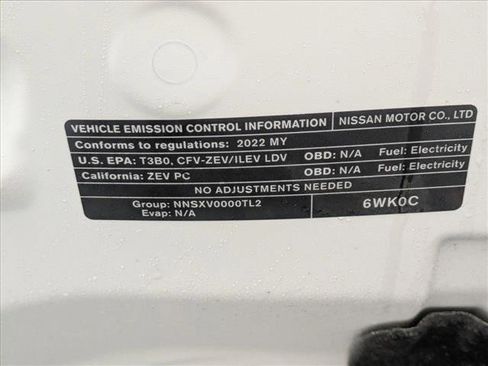 VEHICLE EMISSION CONTROL INFORMATION NISSAN MOTOR CO., LTD
Conforms to regulations: 2022 MY
U.S. EPA: T3B0, CFV-ZEV/ILEV LDV OBD: N/A Fuel: Electricity
California: ZEV PC OBD: N/A Fuel: Electricity
NO ADJUSTMENTS NEEDED
Group: NNSXV0000TL2
Evap: N/A
6WK0C